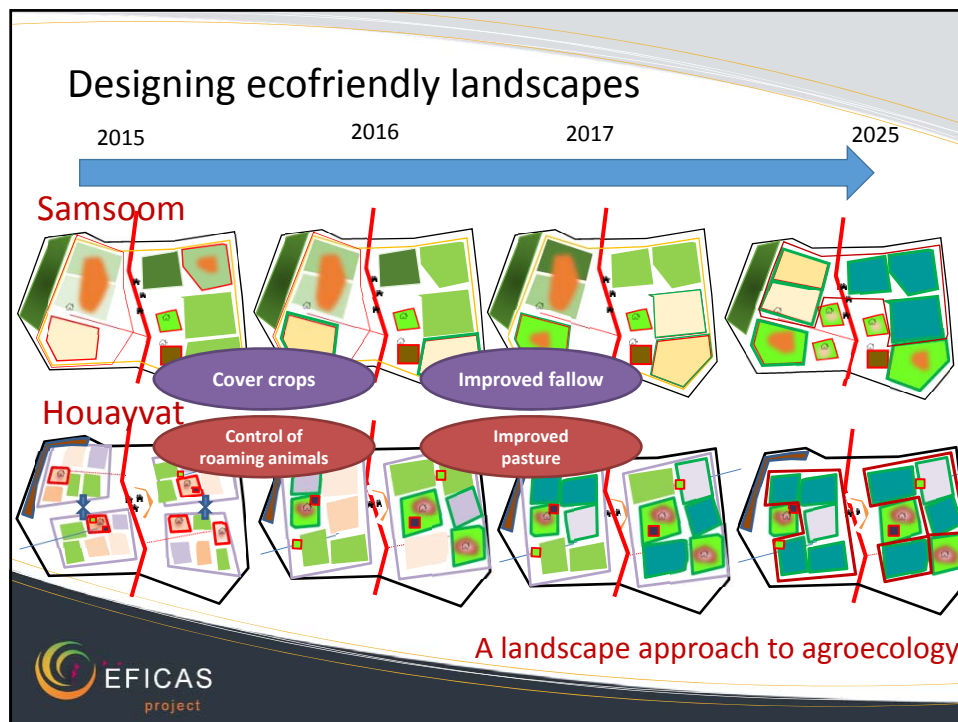 Designing ecofriendly landscapes
2015
2016
2017
2025
Samsoom
Cover crops
Improved fallow
Houayvat
Control of
roaming animals
Improved
pasture
A landscape approach to agroecology
EFICAS
project